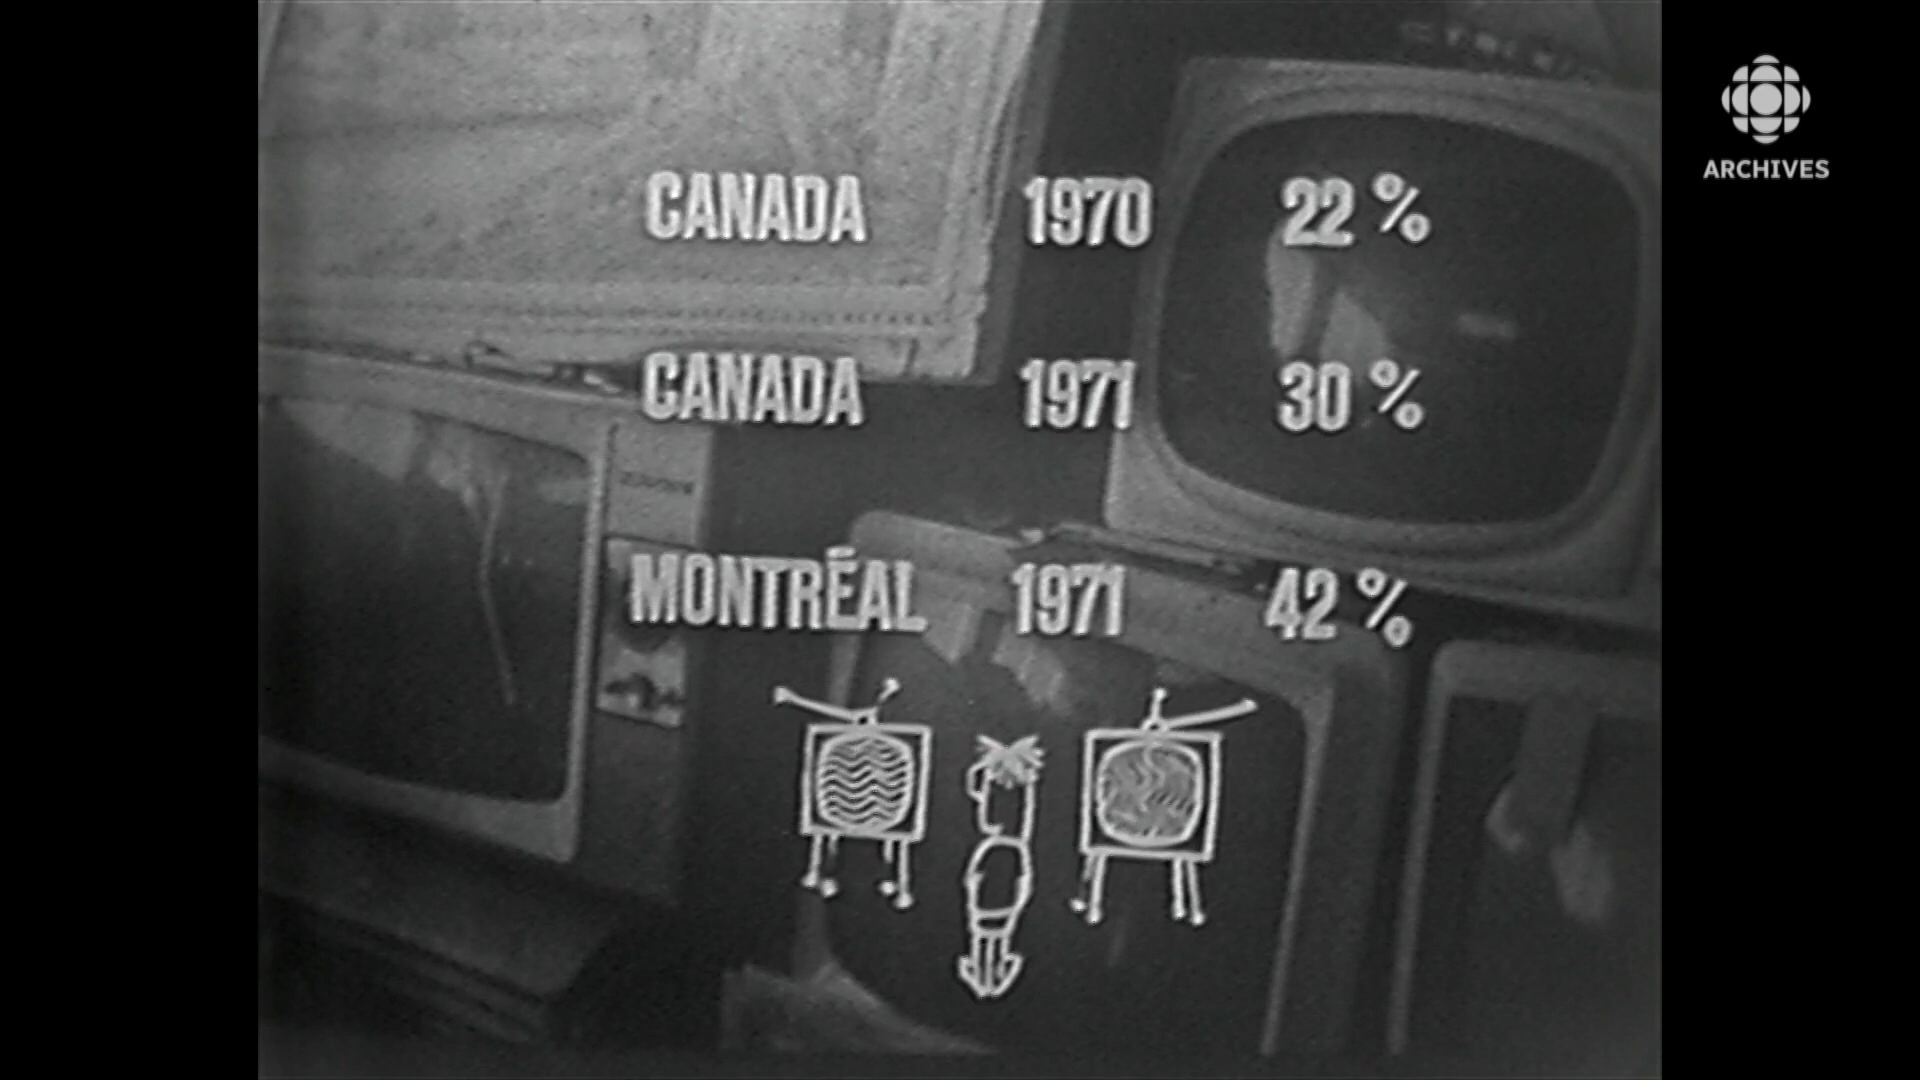 ARCHIVES
CANADA 1970 22 %
CANADA 1971 30 %
MONTRÉAL 1971 42 %